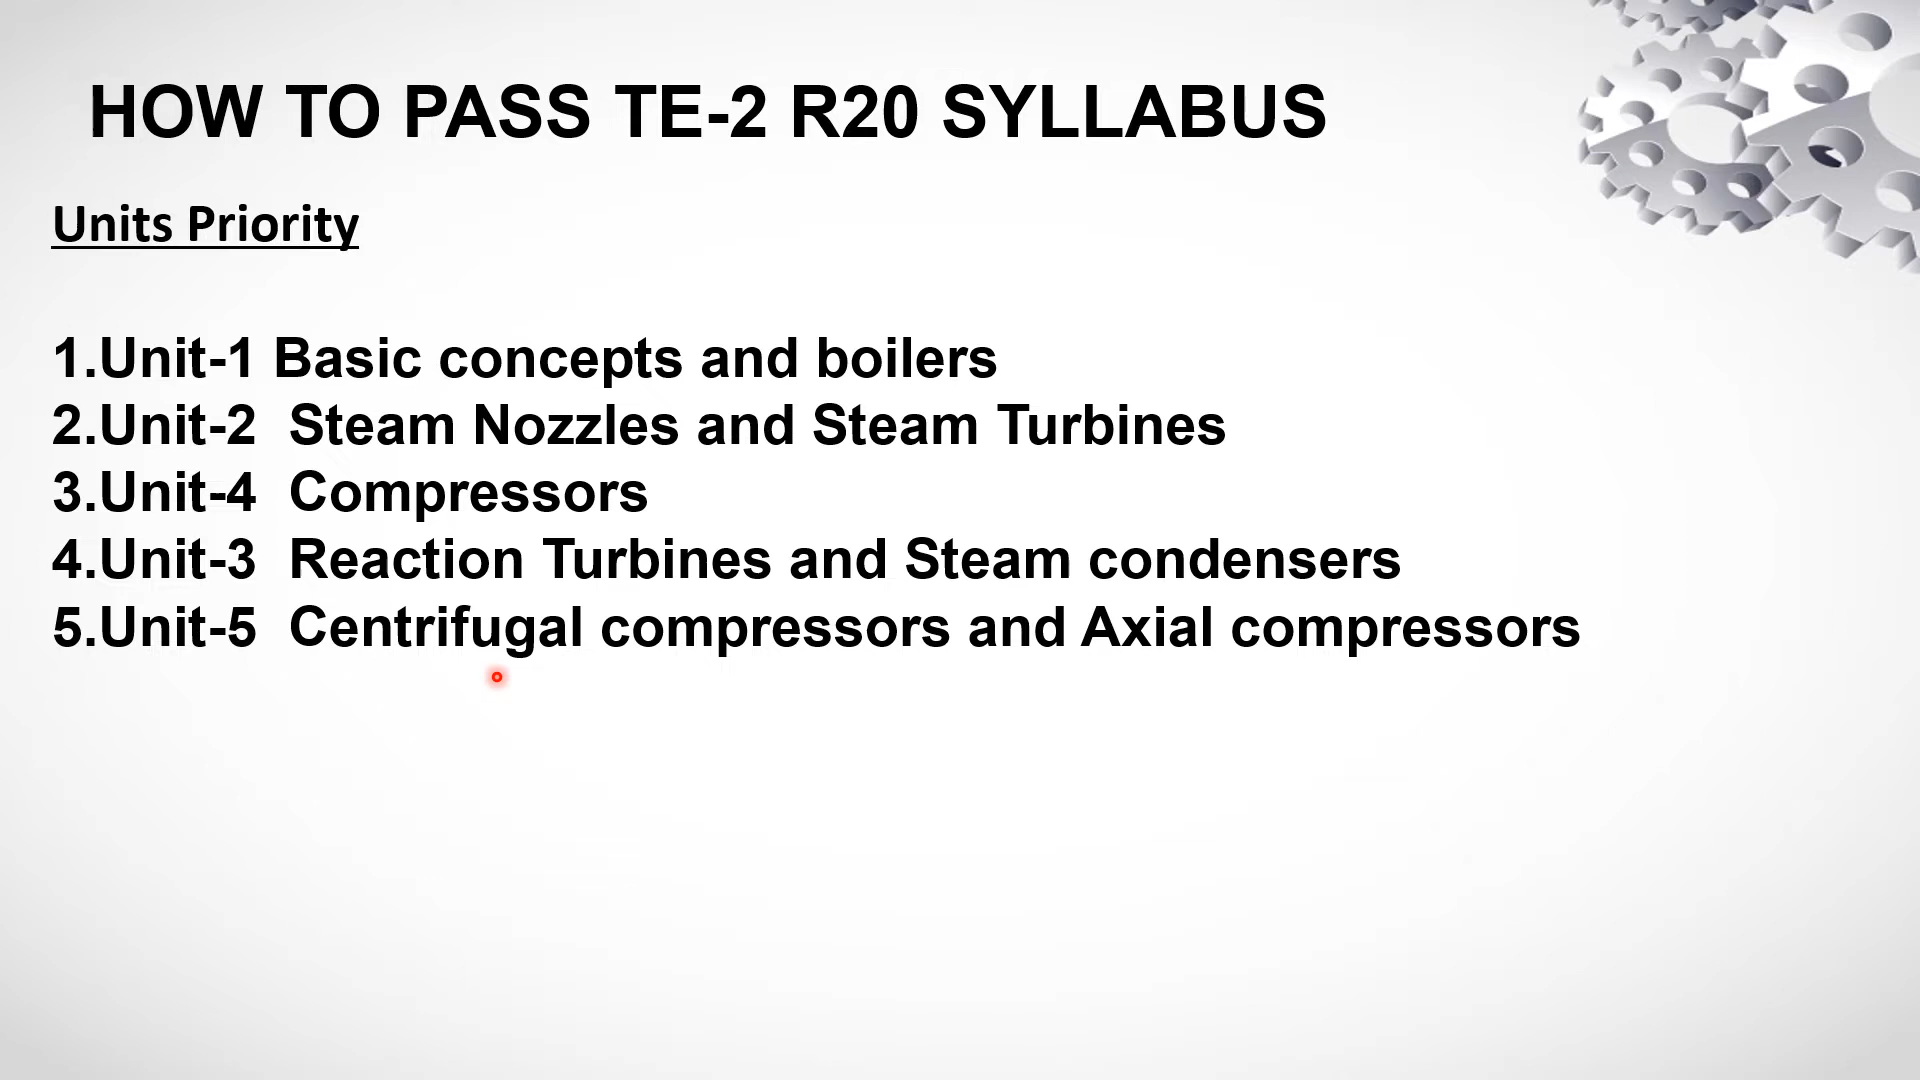 HOW TO PASS TE-2 R20 SYLLABUS
Units Priority
1.Unit-1 Basic concepts and boilers
2.Unit-2  Steam Nozzles and Steam Turbines
3.Unit-4  Compressors
4.Unit-3  Reaction Turbines and Steam condensers
5.Unit-5  Centrifugal compressors and Axial compressors